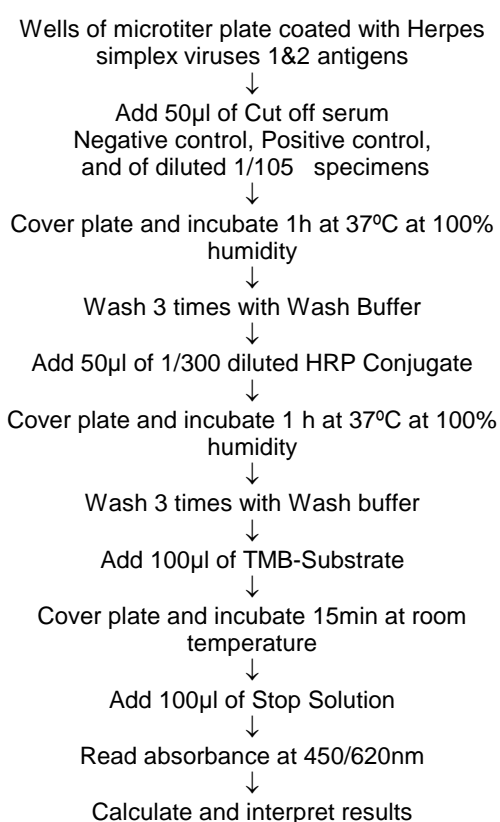 Wells of microtiter plate coated with Herpes
simplex viruses 1&2 antigens
↓
Add 50µl of Cut off serum
Negative control, Positive control,
and of diluted 1/105 specimens
↓
Cover plate and incubate 1h at 37ºC at 100%
humidity
↓
Wash 3 times with Wash Buffer
↓
Add 50µl of 1/300 diluted HRP Conjugate
↓
Cover plate and incubate 1 h at 37ºC at 100%
humidity
↓
Wash 3 times with Wash buffer
↓
Add 100µl of TMB-Substrate
↓
Cover plate and incubate 15min at room
temperature
↓
Add 100µl of Stop Solution
↓
Read absorbance at 450/620nm
↓
Calculate and interpret results